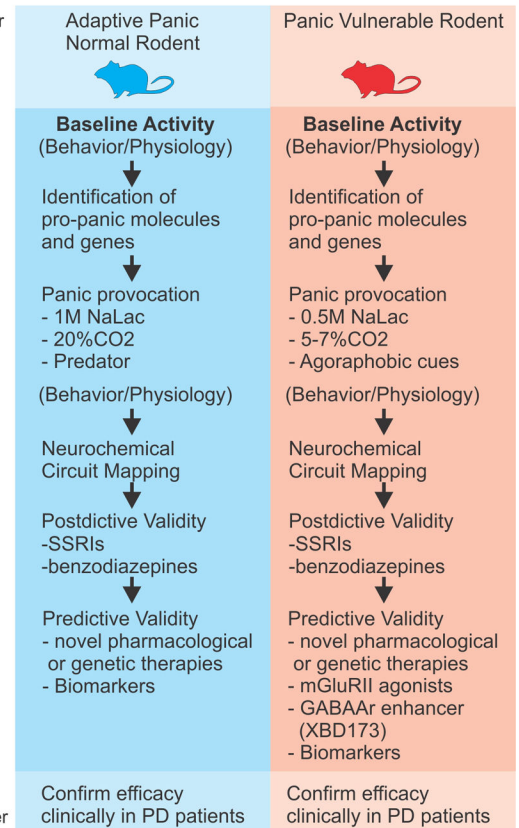 Adaptive Panic
Normal Rodent
Baseline Activity
(Behavior/Physiology)
Identification of
pro-panic molecules
and genes
Panic provocation
- 1M NaLac
- 20%CO2
- Predator
(Behavior/Physiology)
Neurochemical
Circuit Mapping
Postdictive Validity
-SSRIs
-benzodiazepines
Predictive Validity
- novel pharmacological
or genetic therapies
- Biomarkers
Confirm efficacy
clinically in PD patients
Panic Vulnerable Rodent
Baseline Activity
(Behavior/Physiology)
Identification of
pro-panic molecules
and genes
Panic provocation
- 0.5M NaLac
- 5-7%CO2
- Agoraphobic cues
(Behavior/Physiology)
Neurochemical
Circuit Mapping
Postdictive Validity
-SSRIs
-benzodiazepines
Predictive Validity
- novel pharmacological
or genetic therapies
- mGluRII agonists
- GABAAr enhancer
(XBD173)
- Biomarkers
Confirm efficacy
clinically in PD patients